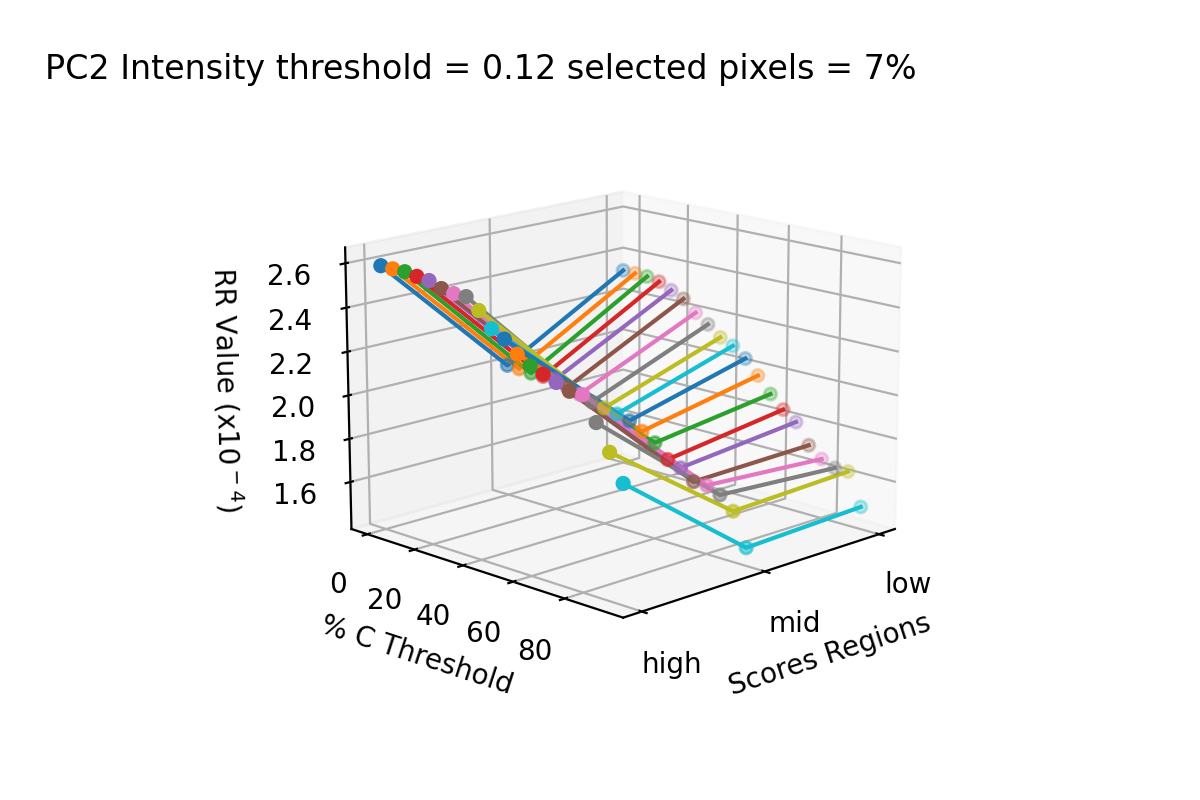 PC2 Intensity threshold = 0.12 selected pixels = 7%
RR Value (x10⁻⁴)
2.6
2.4
2.2
2.0
1.8
1.6
0
20
40
60
80
% C Threshold
high
mid
low
Scores Regions